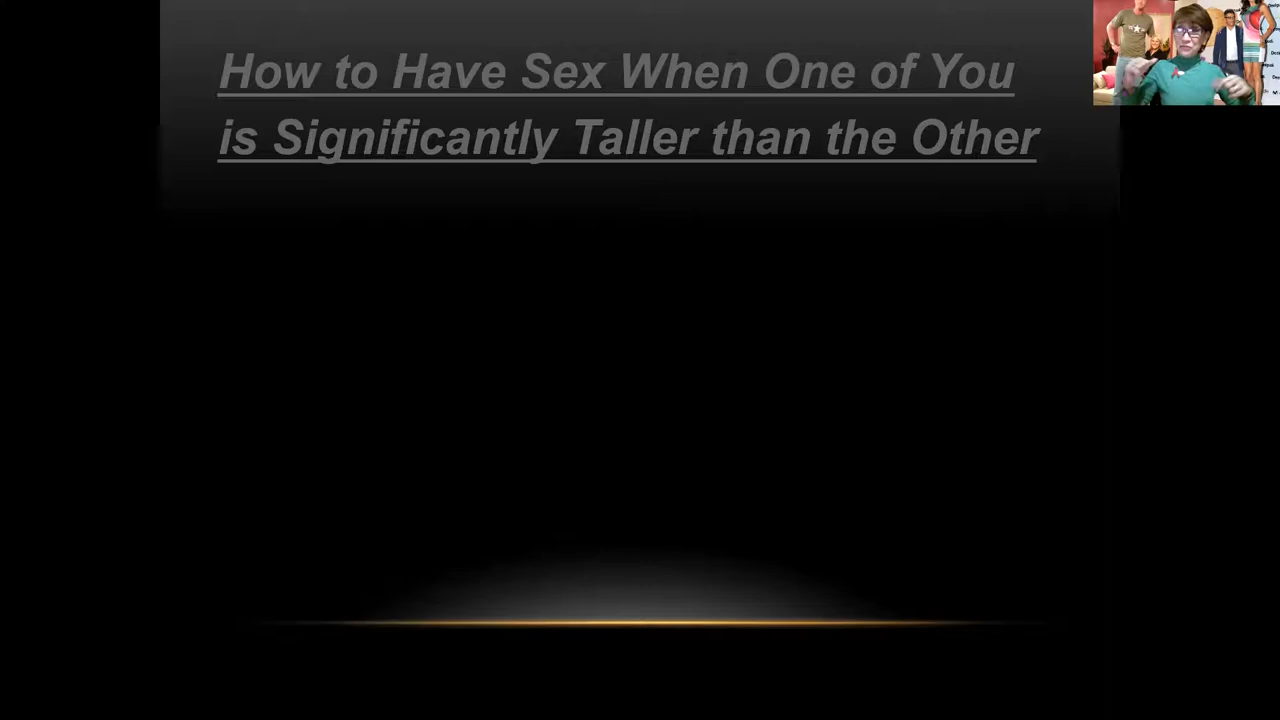 How to Have Sex When One of You
is Significantly Taller than the Other